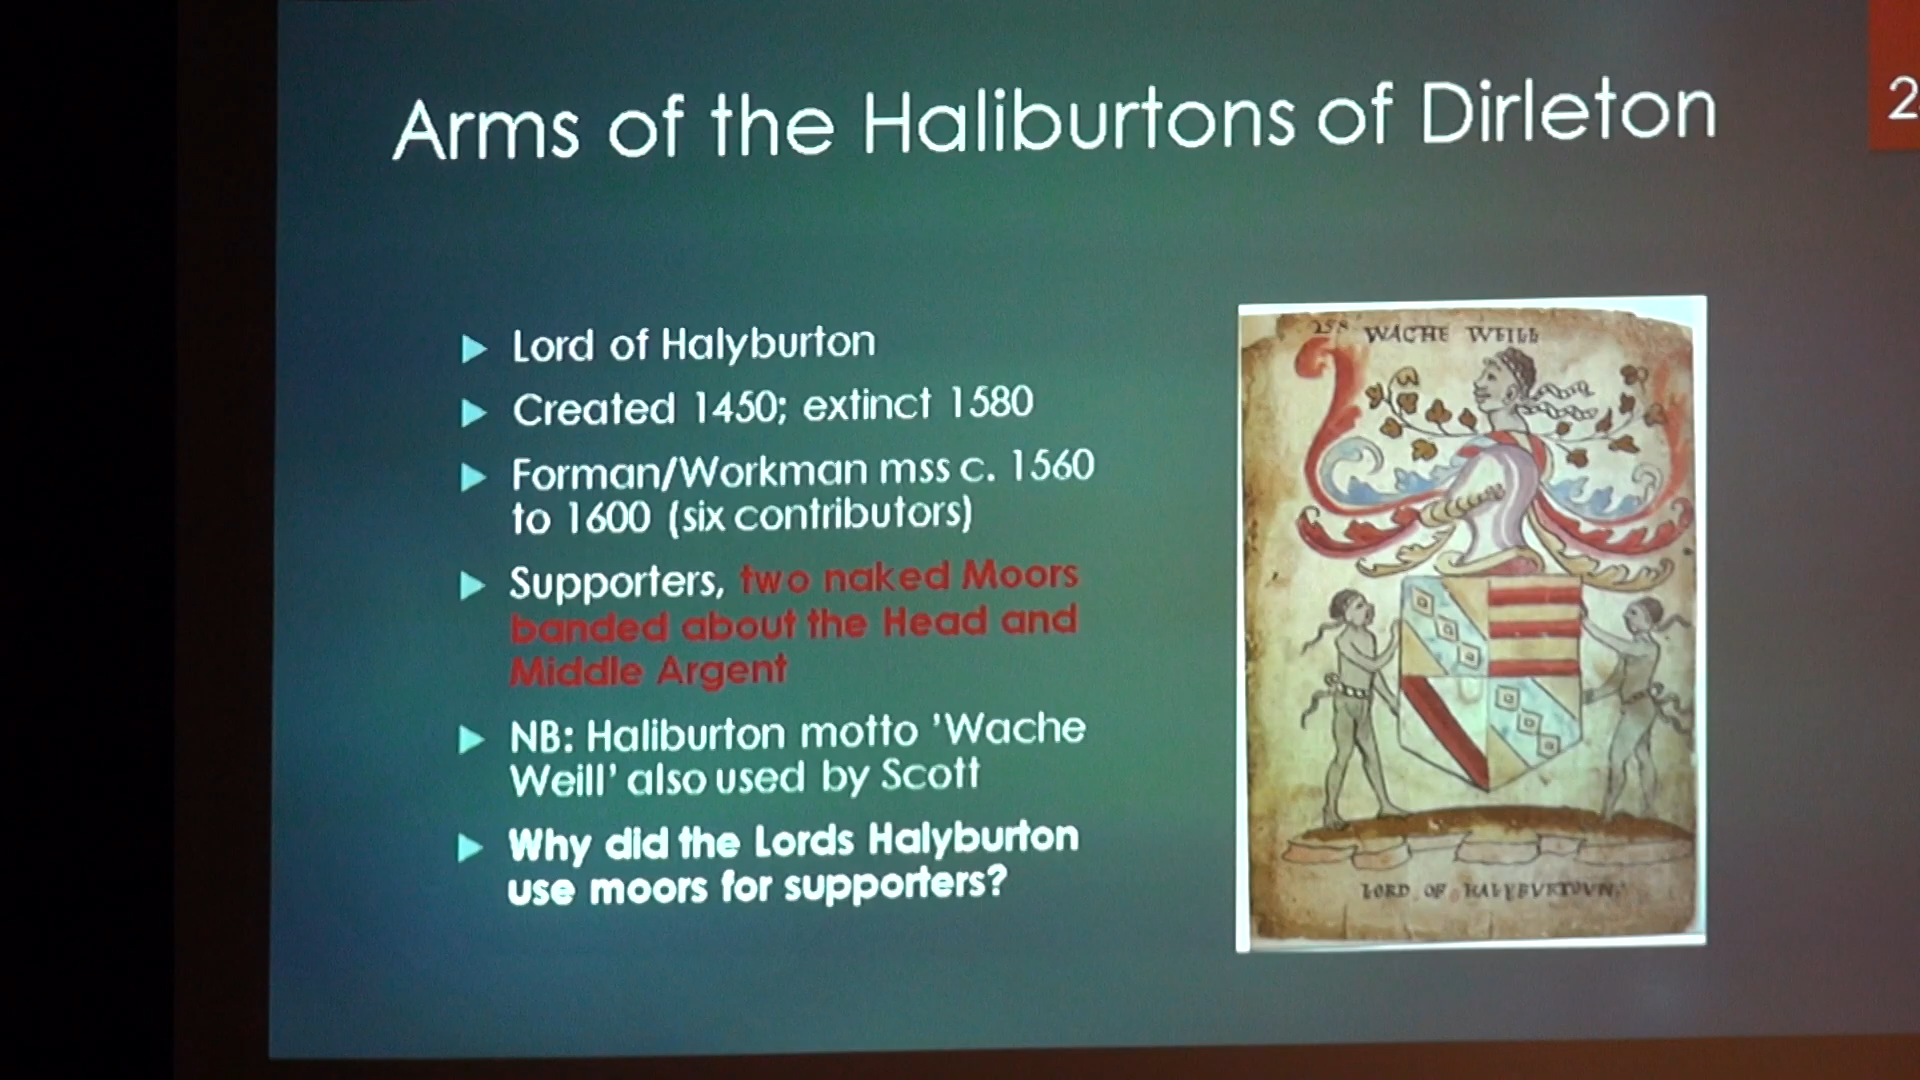 Arms of the Haliburtons of Dirleton
2
Lord of Halyburton
Created 1450; extinct 1580
Forman/Workman mss c. 1560
to 1600 (six contributors)
Supporters, two naked Moors
banded about the Head and
Middle Argent
NB: Haliburton motto 'Wache
Weill' also used by Scott
Why did the Lords Halyburton
use moors for supporters?
258 WACHE WEILL
LORD OF HALYBVRTOVN